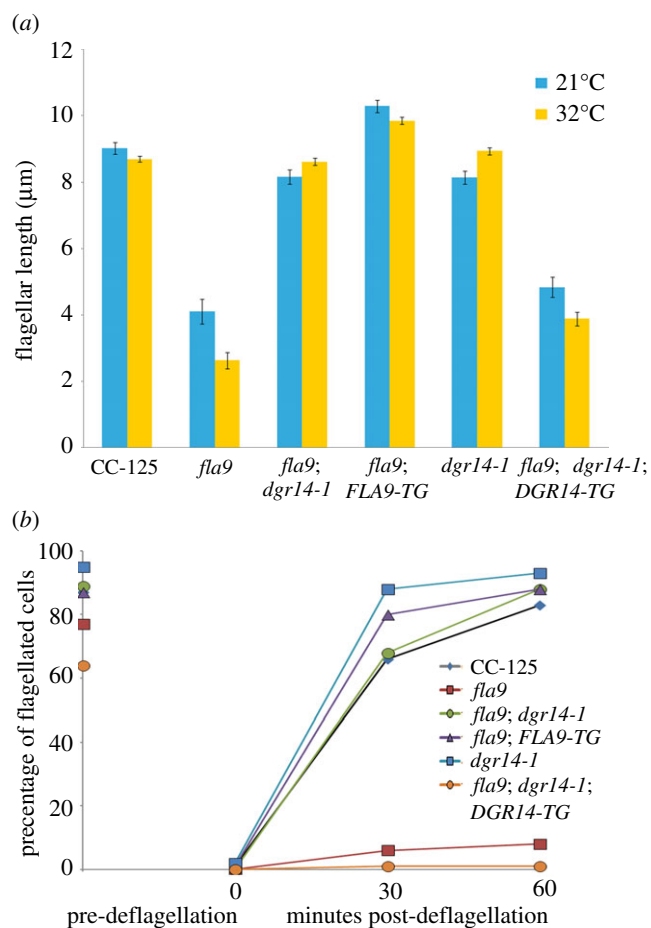 (a)
12
10
8
6
4
2
0
flagellar length (µm)
21°C
32°C
CC-125
fla9
fla9;
dgr14-1
fla9;
FLA9-TG
dgr14-1
fla9; dgr14-1;
DGR14-TG
(b)
100
80
60
40
20
0
precentage of flagellated cells
CC-125
fla9
fla9; dgr14-1
fla9; FLA9-TG
dgr14-1
fla9; dgr14-1;
DGR14-TG
0
30
60
pre-deflagellation
minutes post-deflagellation